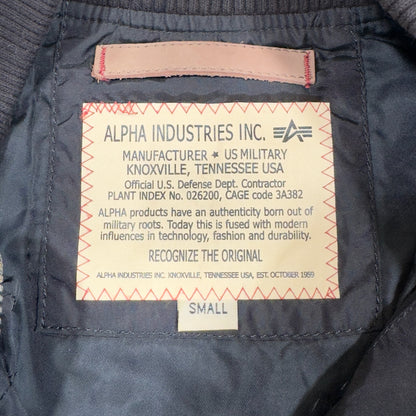 ALPHA INDUSTRIES INC.
MANUFACTURER ★ US MILITARY
KNOXVILLE, TENNESSEE USA
Official U.S. Defense Dept. Contractor
PLANT INDEX No. 026200, CAGE code 3A382
ALPHA products have an authenticity born out of
military roots. Today this is fused with modern
influences in technology, fashion and durability.
RECOGNIZE THE ORIGINAL
ALPHA INDUSTRIES INC. KNOXVILLE, TENNESSEE USA, EST. OCTOBER 1959
SMALL